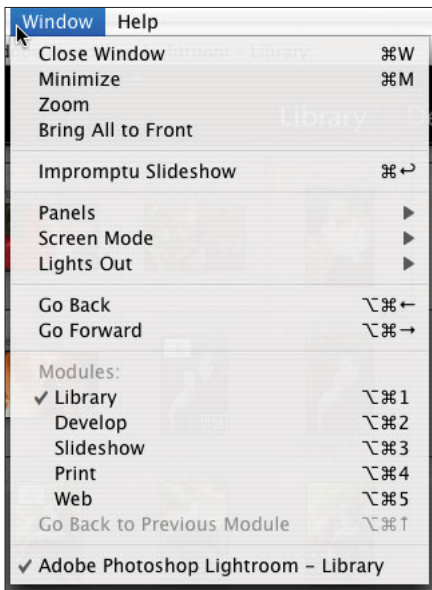 Window Help
Close Window ⌘W
Minimize ⌘M
Zoom
Bring All to Front
Impromptu Slideshow ⌘↩
Panels ▶
Screen Mode ▶
Lights Out ▶
Go Back ⌥⌘←
Go Forward ⌥⌘→
Modules:
✓ Library ⌥⌘1
Develop ⌥⌘2
Slideshow ⌥⌘3
Print ⌥⌘4
Web ⌥⌘5
Go Back to Previous Module ⌥⌘↑
✓ Adobe Photoshop Lightroom – Library
Library